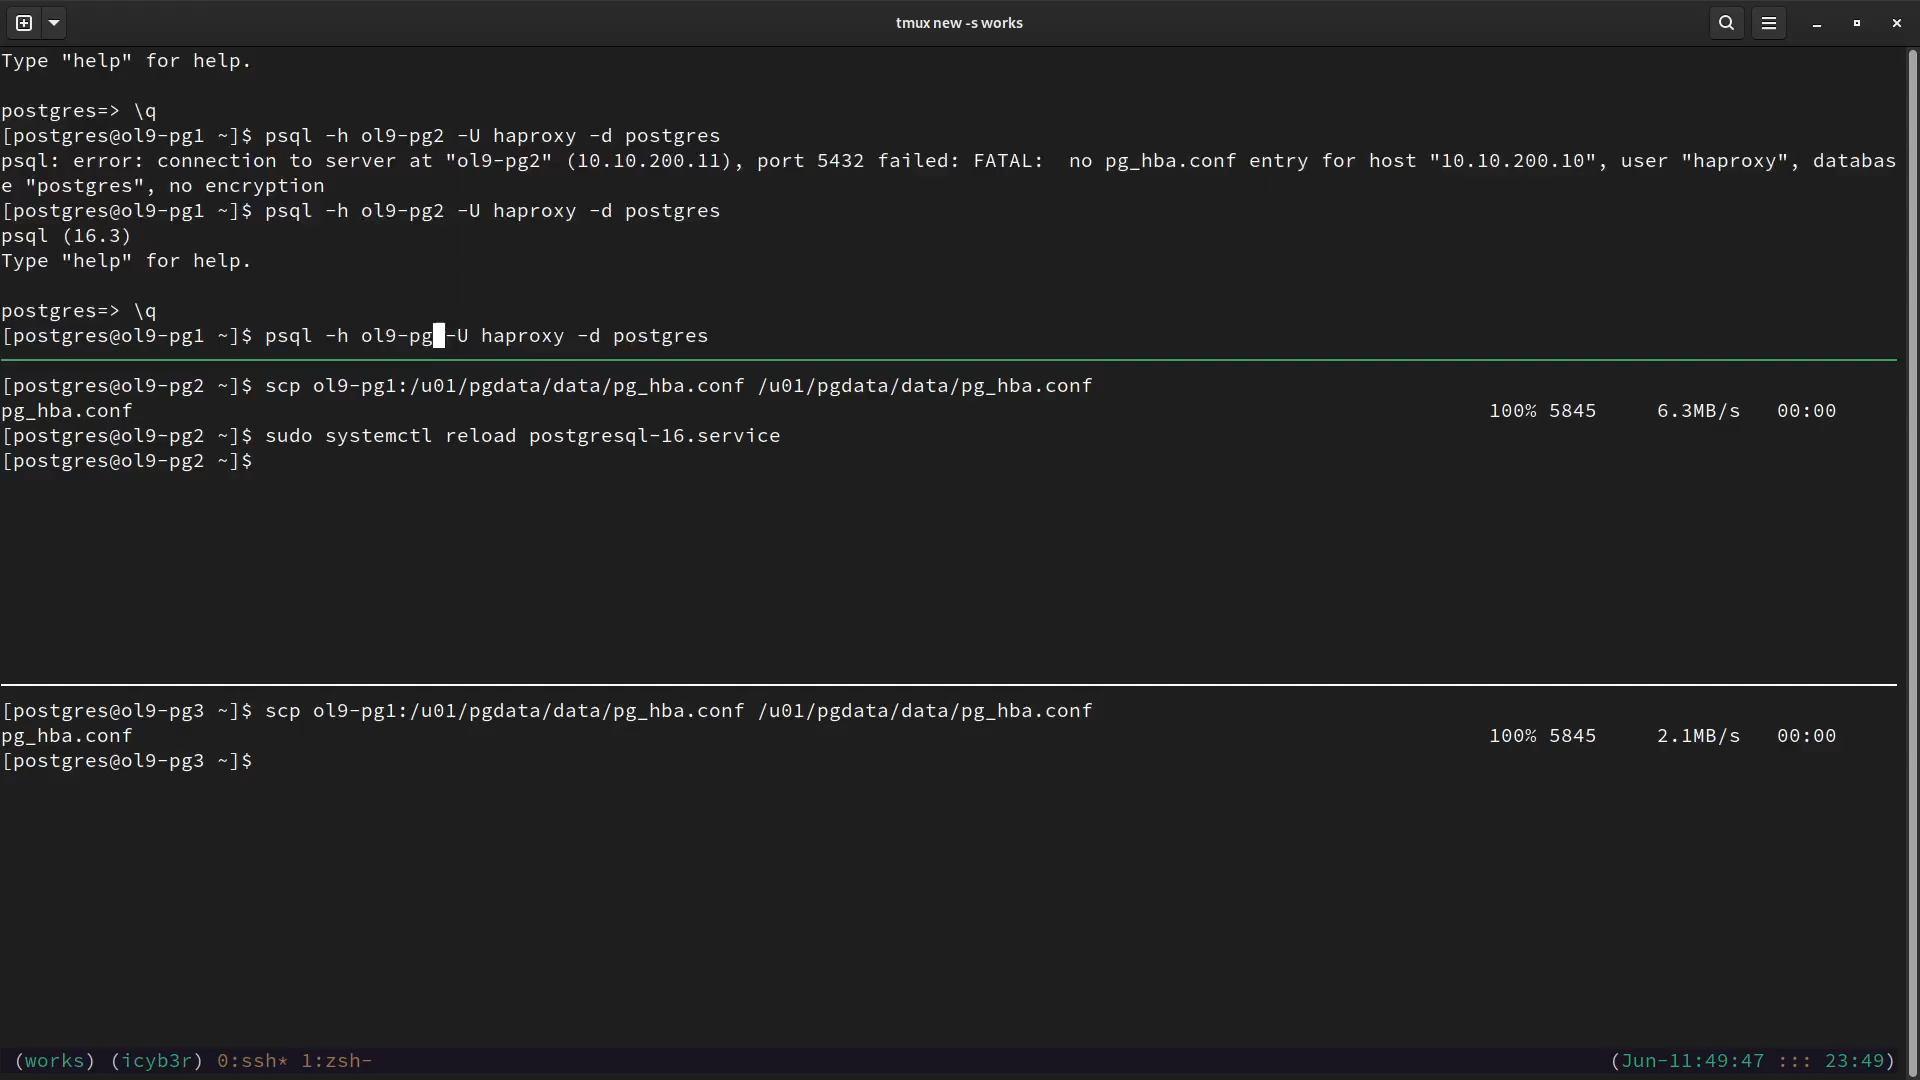 tmux new -s works
Type "help" for help.
postgres=> \q
[postgres@ol9-pg1 ~]$ psql -h ol9-pg2 -U haproxy -d postgres
psql: error: connection to server at "ol9-pg2" (10.10.200.11), port 5432 failed: FATAL:  no pg_hba.conf entry for host "10.10.200.10", user "haproxy", databas
e "postgres", no encryption
[postgres@ol9-pg1 ~]$ psql -h ol9-pg2 -U haproxy -d postgres
psql (16.3)
Type "help" for help.
postgres=> \q
[postgres@ol9-pg1 ~]$ psql -h ol9-pg -U haproxy -d postgres
[postgres@ol9-pg2 ~]$ scp ol9-pg1:/u01/pgdata/data/pg_hba.conf /u01/pgdata/data/pg_hba.conf
pg_hba.conf 100% 5845 6.3MB/s 00:00
[postgres@ol9-pg2 ~]$ sudo systemctl reload postgresql-16.service
[postgres@ol9-pg2 ~]$
[postgres@ol9-pg3 ~]$ scp ol9-pg1:/u01/pgdata/data/pg_hba.conf /u01/pgdata/data/pg_hba.conf
pg_hba.conf 100% 5845 2.1MB/s 00:00
[postgres@ol9-pg3 ~]$
(works) (icyb3r) 0:ssh* 1:zsh- (Jun-11:49:47 ::: 23:49)